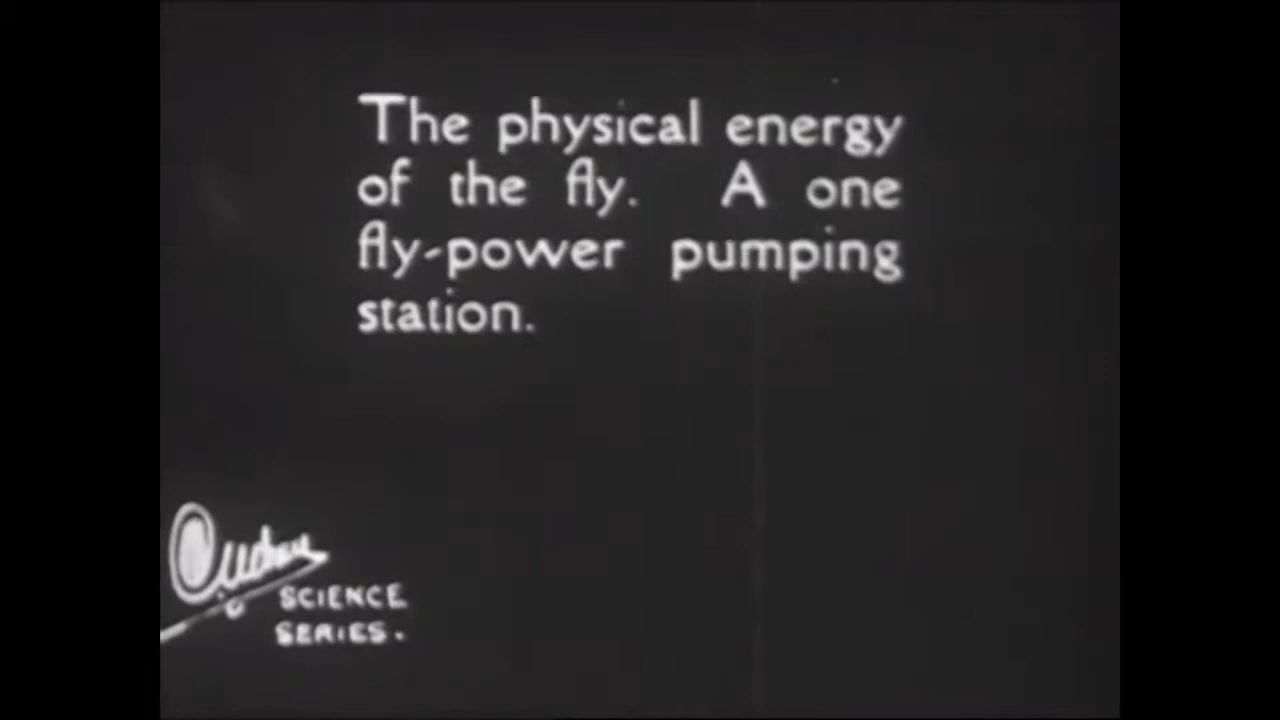 The physical energy
of the fly. A one
fly-power pumping
station.
SCIENCE
SERIES.